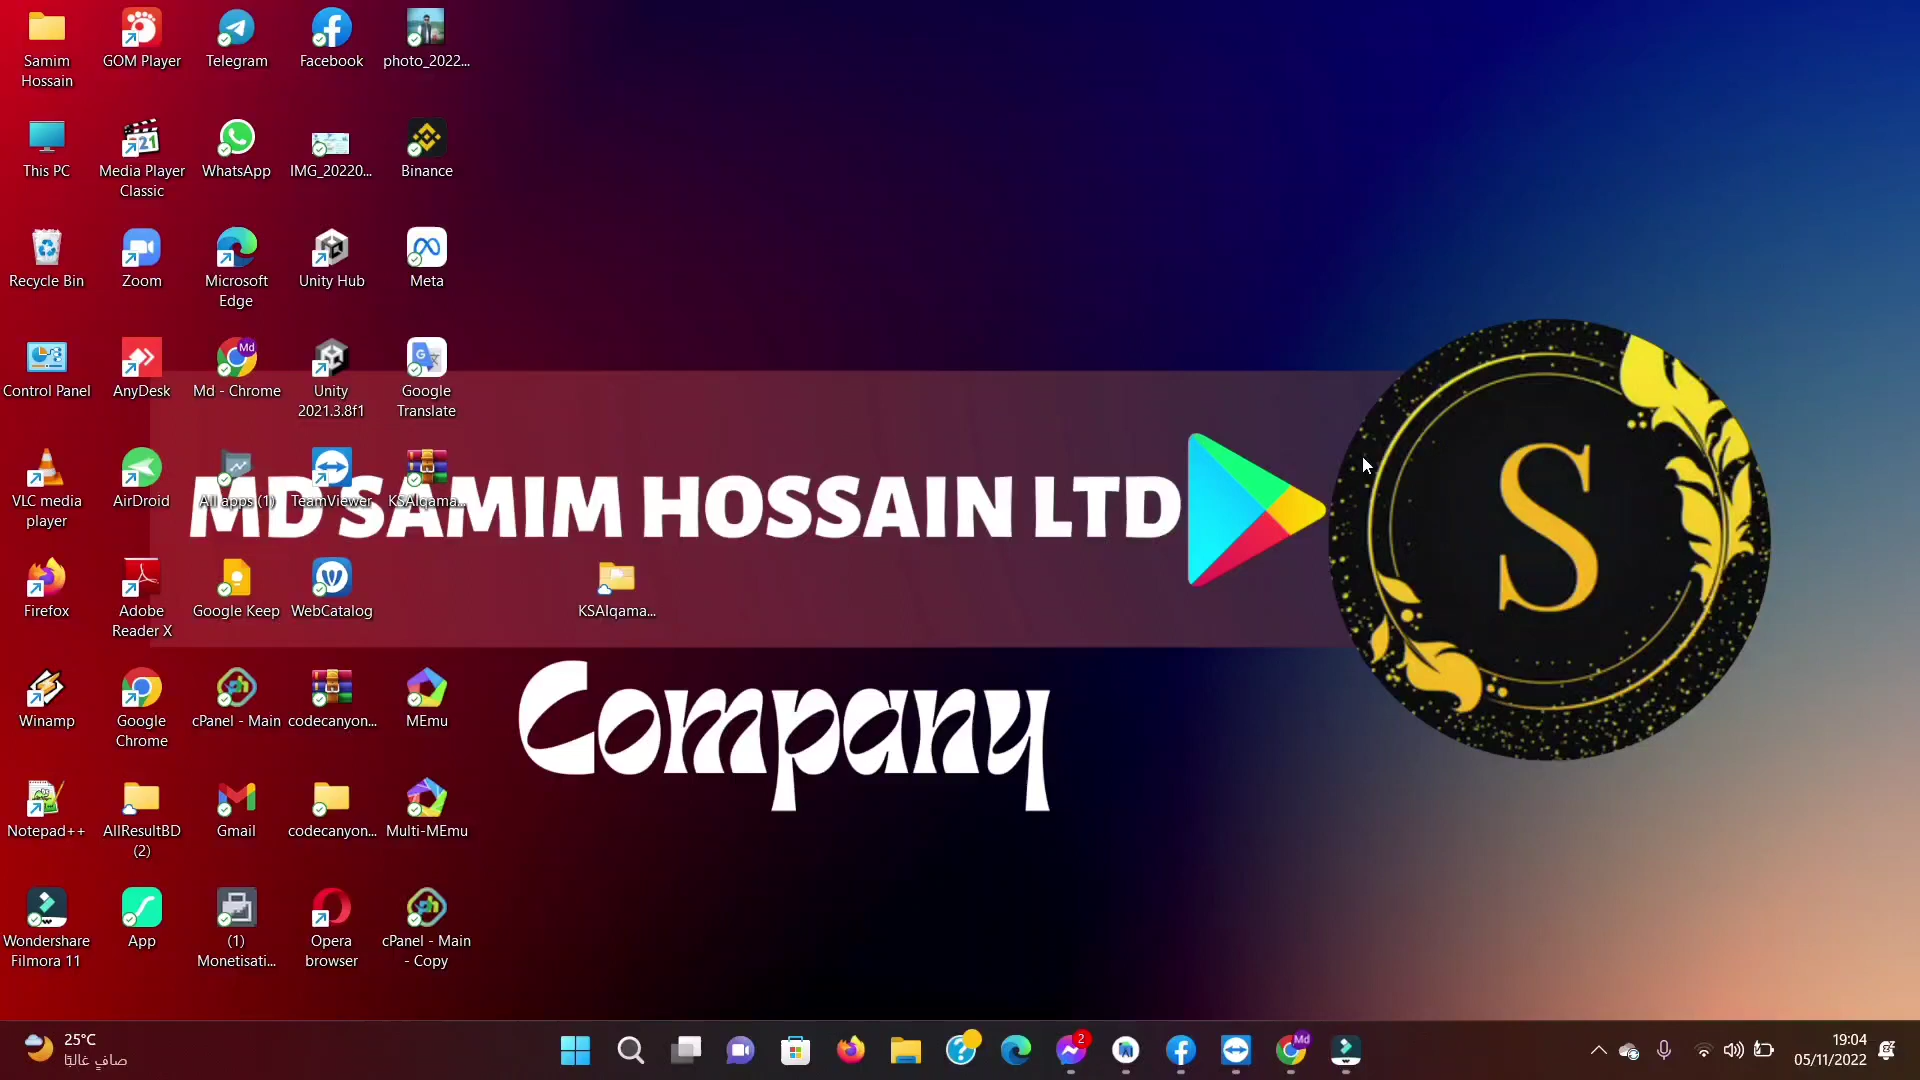 Samim
Hossain
GOM Player
Telegram
Facebook
photo_2022...
This PC
Media Player
Classic
WhatsApp
IMG_20220...
Binance
Recycle Bin
Zoom
Microsoft
Edge
Unity Hub
Meta
Control Panel
AnyDesk
Md - Chrome
Unity
2021.3.8f1
Google
Translate
VLC media
player
AirDroid
All apps (1)
TeamViewer
KSAIqama...
MD SAMIM HOSSAIN LTD
S
Firefox
Adobe
Reader X
Google Keep
WebCatalog
KSAIqama...
Winamp
Google
Chrome
cPanel - Main
codecanyon...
MEmu
Company
Notepad++
AllResultBD
(2)
Gmail
codecanyon...
Multi-MEmu
Wondershare
Filmora 11
App
(1)
Monetisati...
Opera
browser
cPanel - Main
- Copy
25°C
صافٍ غالبًا
2
Md
19:04
05/11/2022